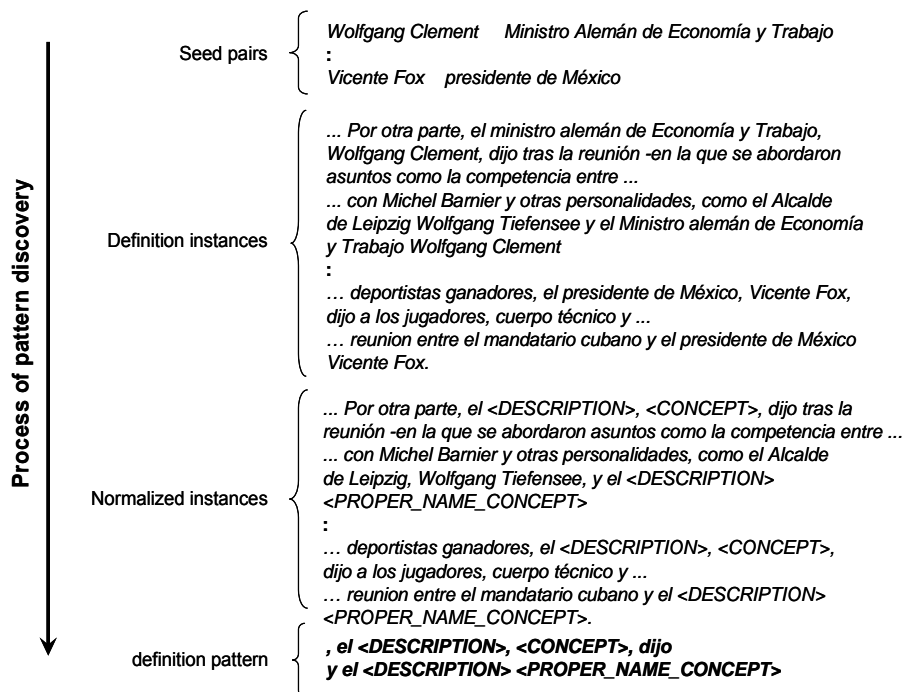 Process of pattern discovery
Seed pairs
Wolfgang Clement Ministro Alemán de Economía y Trabajo
:
Vicente Fox presidente de México
Definition instances
... Por otra parte, el ministro alemán de Economía y Trabajo,
Wolfgang Clement, dijo tras la reunión -en la que se abordaron
asuntos como la competencia entre ...
... con Michel Barnier y otras personalidades, como el Alcalde
de Leipzig Wolfgang Tiefensee y el Ministro alemán de Economía
y Trabajo Wolfgang Clement
:
… deportistas ganadores, el presidente de México, Vicente Fox,
dijo a los jugadores, cuerpo técnico y ...
… reunion entre el mandatario cubano y el presidente de México
Vicente Fox.
Normalized instances
... Por otra parte, el <DESCRIPTION>, <CONCEPT>, dijo tras la
reunión -en la que se abordaron asuntos como la competencia entre ...
... con Michel Barnier y otras personalidades, como el Alcalde
de Leipzig, Wolfgang Tiefensee, y el <DESCRIPTION>
<PROPER_NAME_CONCEPT>
:
… deportistas ganadores, el <DESCRIPTION>, <CONCEPT>,
dijo a los jugadores, cuerpo técnico y ...
… reunion entre el mandatario cubano y el <DESCRIPTION>
<PROPER_NAME_CONCEPT>.
definition pattern
, el <DESCRIPTION>, <CONCEPT>, dijo
y el <DESCRIPTION> <PROPER_NAME_CONCEPT>